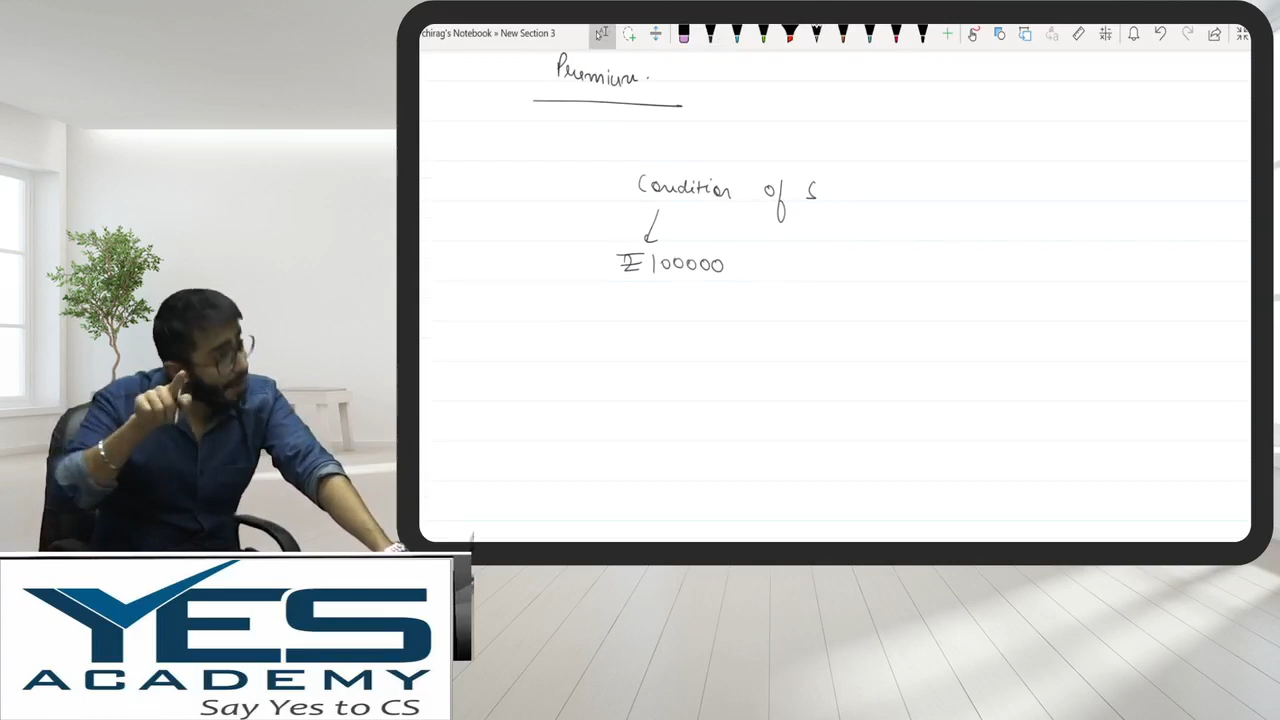 chirag's Notebook » New Section 3
Premium.
Condition of S
100000
YES
ACADEMY
Say Yes to CS